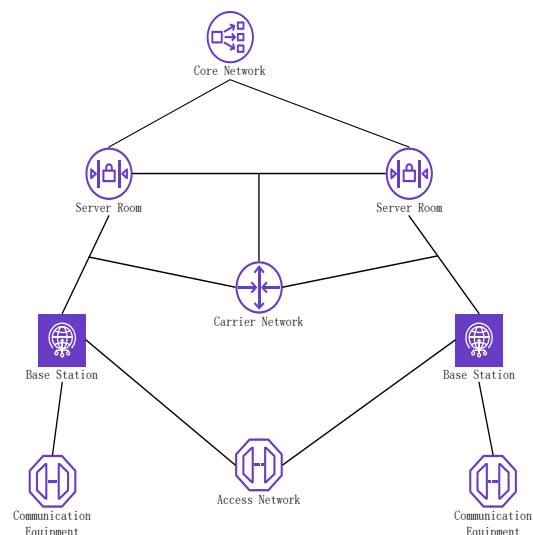 Core Network
Server Room
Server Room
Carrier Network
Base Station
Base Station
Access Network
Communication
Equipment
Communication
Equipment